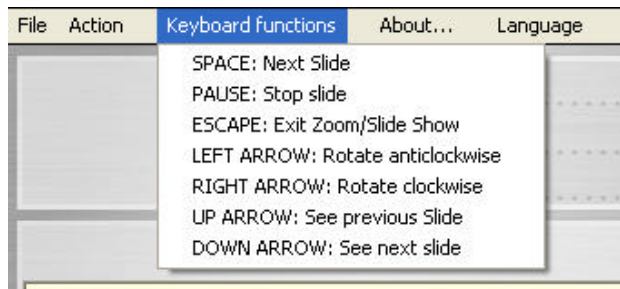 File Action Keyboard functions About... Language
SPACE: Next Slide
PAUSE: Stop slide
ESCAPE: Exit Zoom/Slide Show
LEFT ARROW: Rotate anticlockwise
RIGHT ARROW: Rotate clockwise
UP ARROW: See previous Slide
DOWN ARROW: See next slide